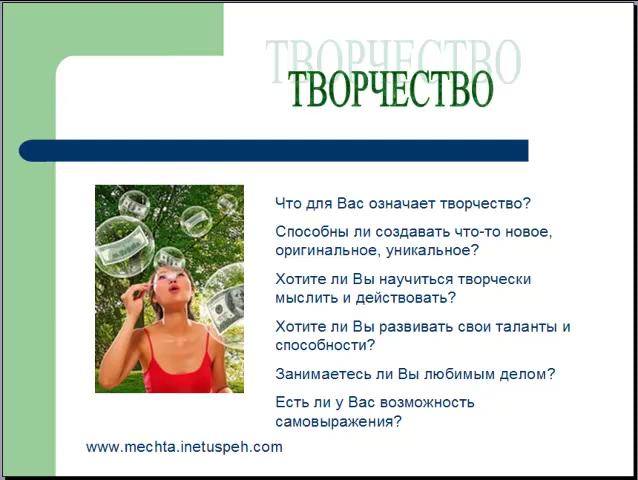 ТВОРЧЕСТВО
Что для Вас означает творчество?
Способны ли создавать что-то новое,
оригинальное, уникальное?
Хотите ли Вы научиться творчески
мыслить и действовать?
Хотите ли Вы развивать свои таланты и
способности?
Занимаетесь ли Вы любимым делом?
Есть ли у Вас возможность
самовыражения?
www.mechta.inetuspeh.com